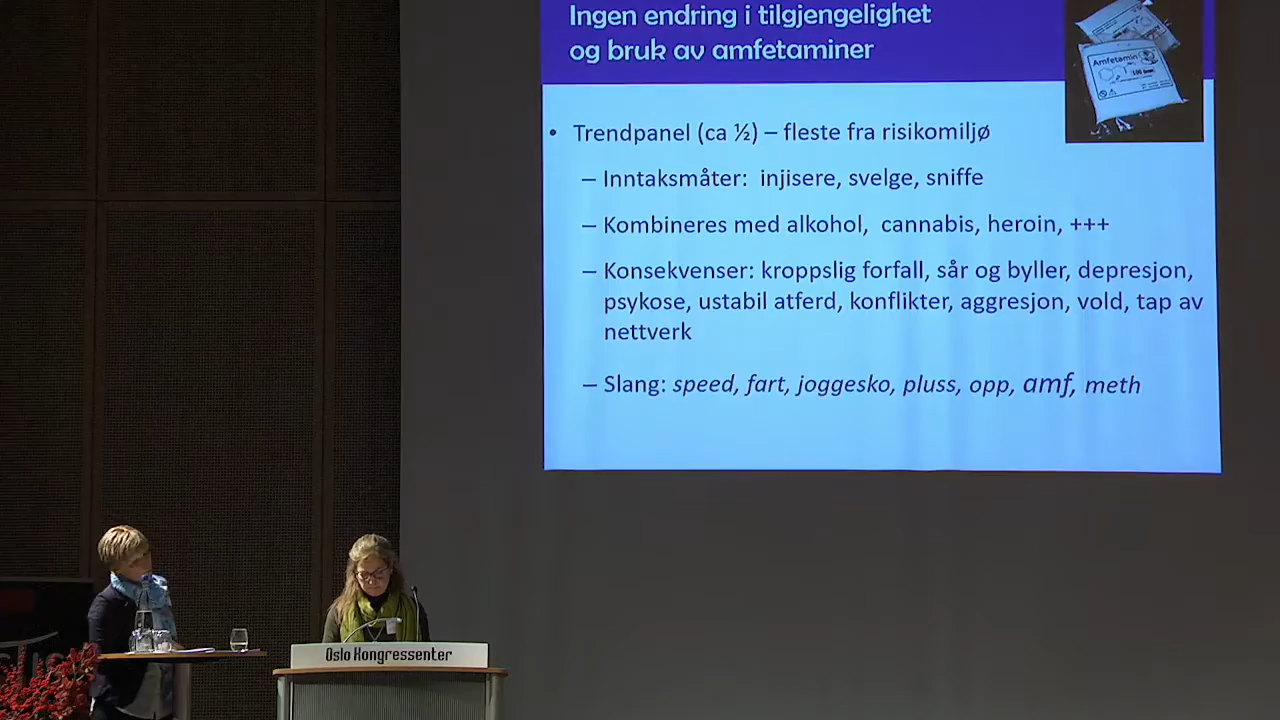 Ingen endring i tilgjengelighet
og bruk av amfetaminer
Amfetamin
• Trendpanel (ca ½) – fleste fra risikomiljø
– Inntaksmåter: injisere, svelge, sniffe
– Kombineres med alkohol, cannabis, heroin, +++
– Konsekvenser: kroppslig forfall, sår og byller, depresjon,
psykose, ustabil atferd, konflikter, aggresjon, vold, tap av
nettverk
– Slang: speed, fart, joggesko, pluss, opp, amf, meth
Oslo Kongressenter